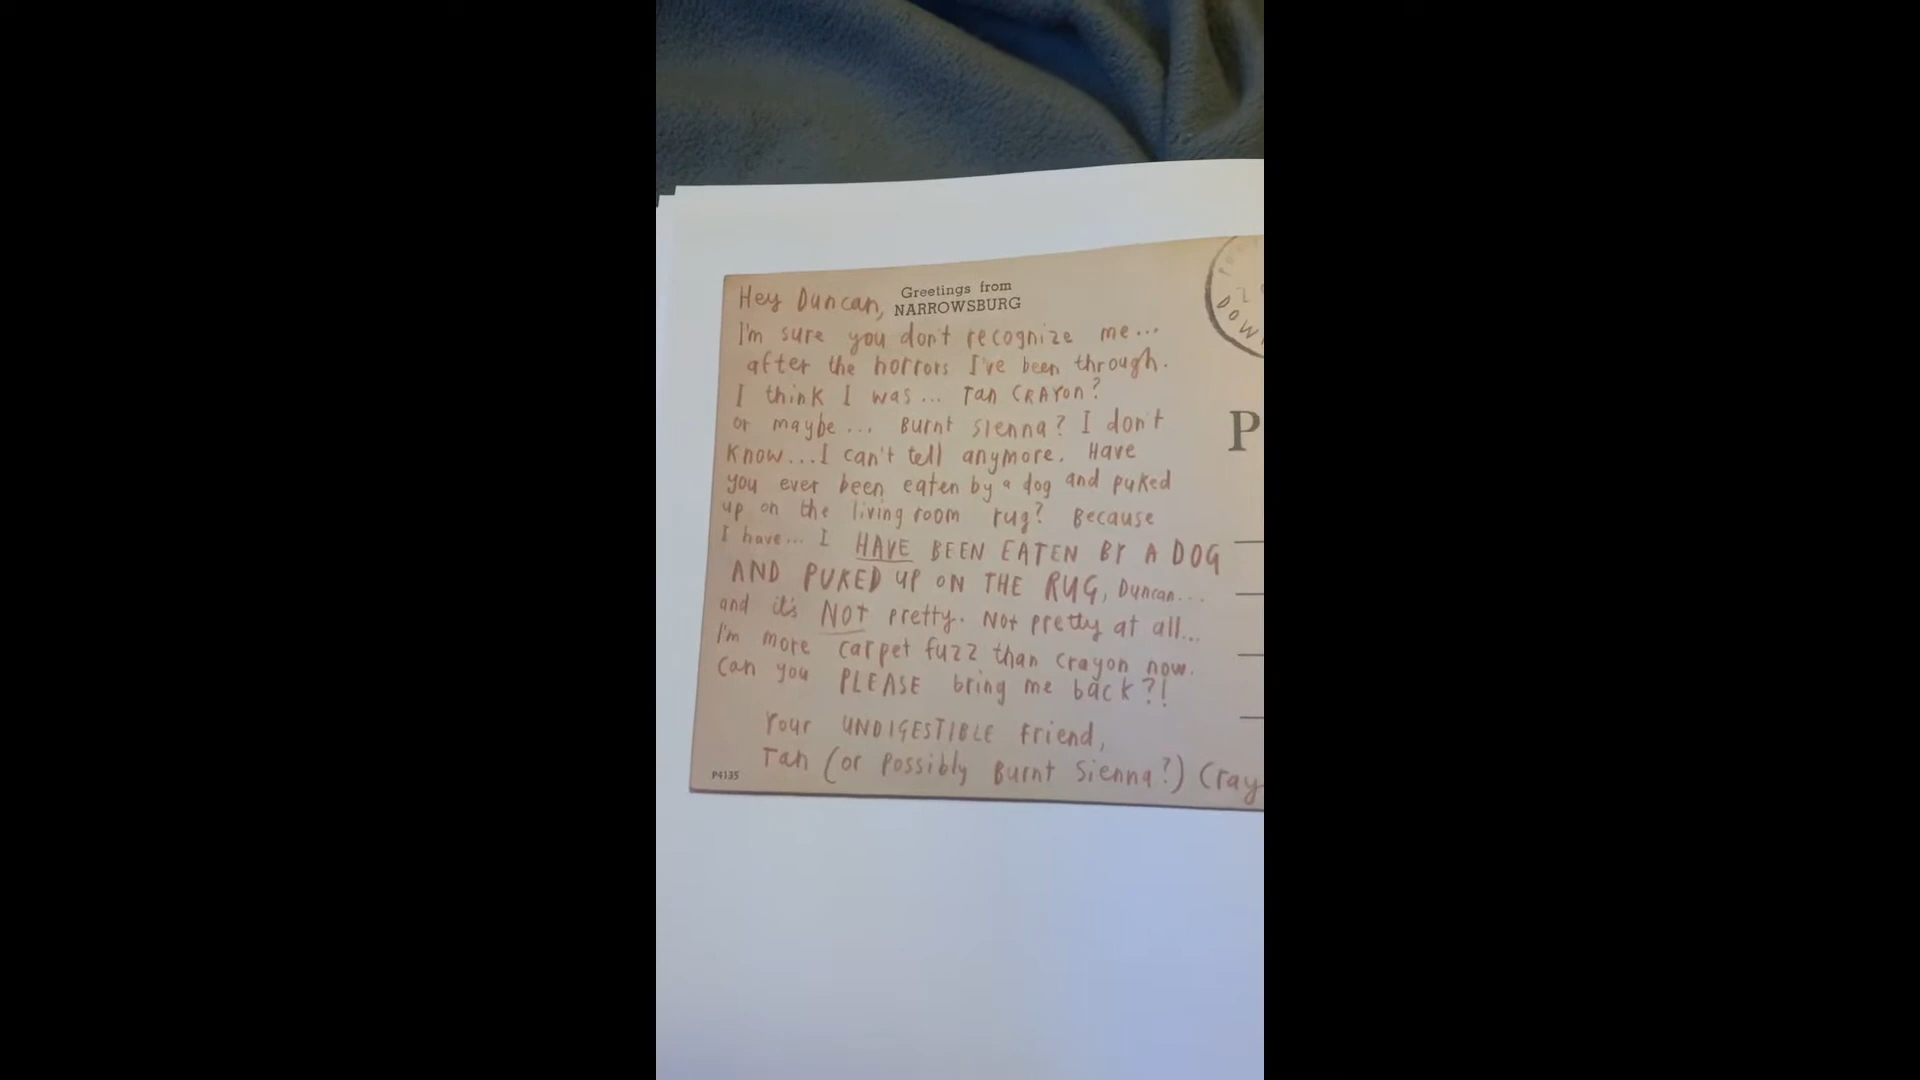 Greetings from
NARROWSBURG
Hey Duncan,
I'm sure you don't recognize me...
after the horrors I've been through.
I think I was... Tan CRAYon?
or maybe... Burnt Sienna? I don't
know...I can't tell anymore. Have
you ever been eaten by a dog and puked
up on the living room rug? Because
I have... I HAVE BEEN EATEN BY A DOG
AND PUKED UP ON THE RUG, Duncan...
and it's NOT pretty. Not pretty at all...
I'm more carpet fuzz than crayon now.
Can you PLEASE bring me back?!
Your UNDIGESTIBLE Friend,
Tan (or possibly Burnt Sienna?) Cray
P4135
P